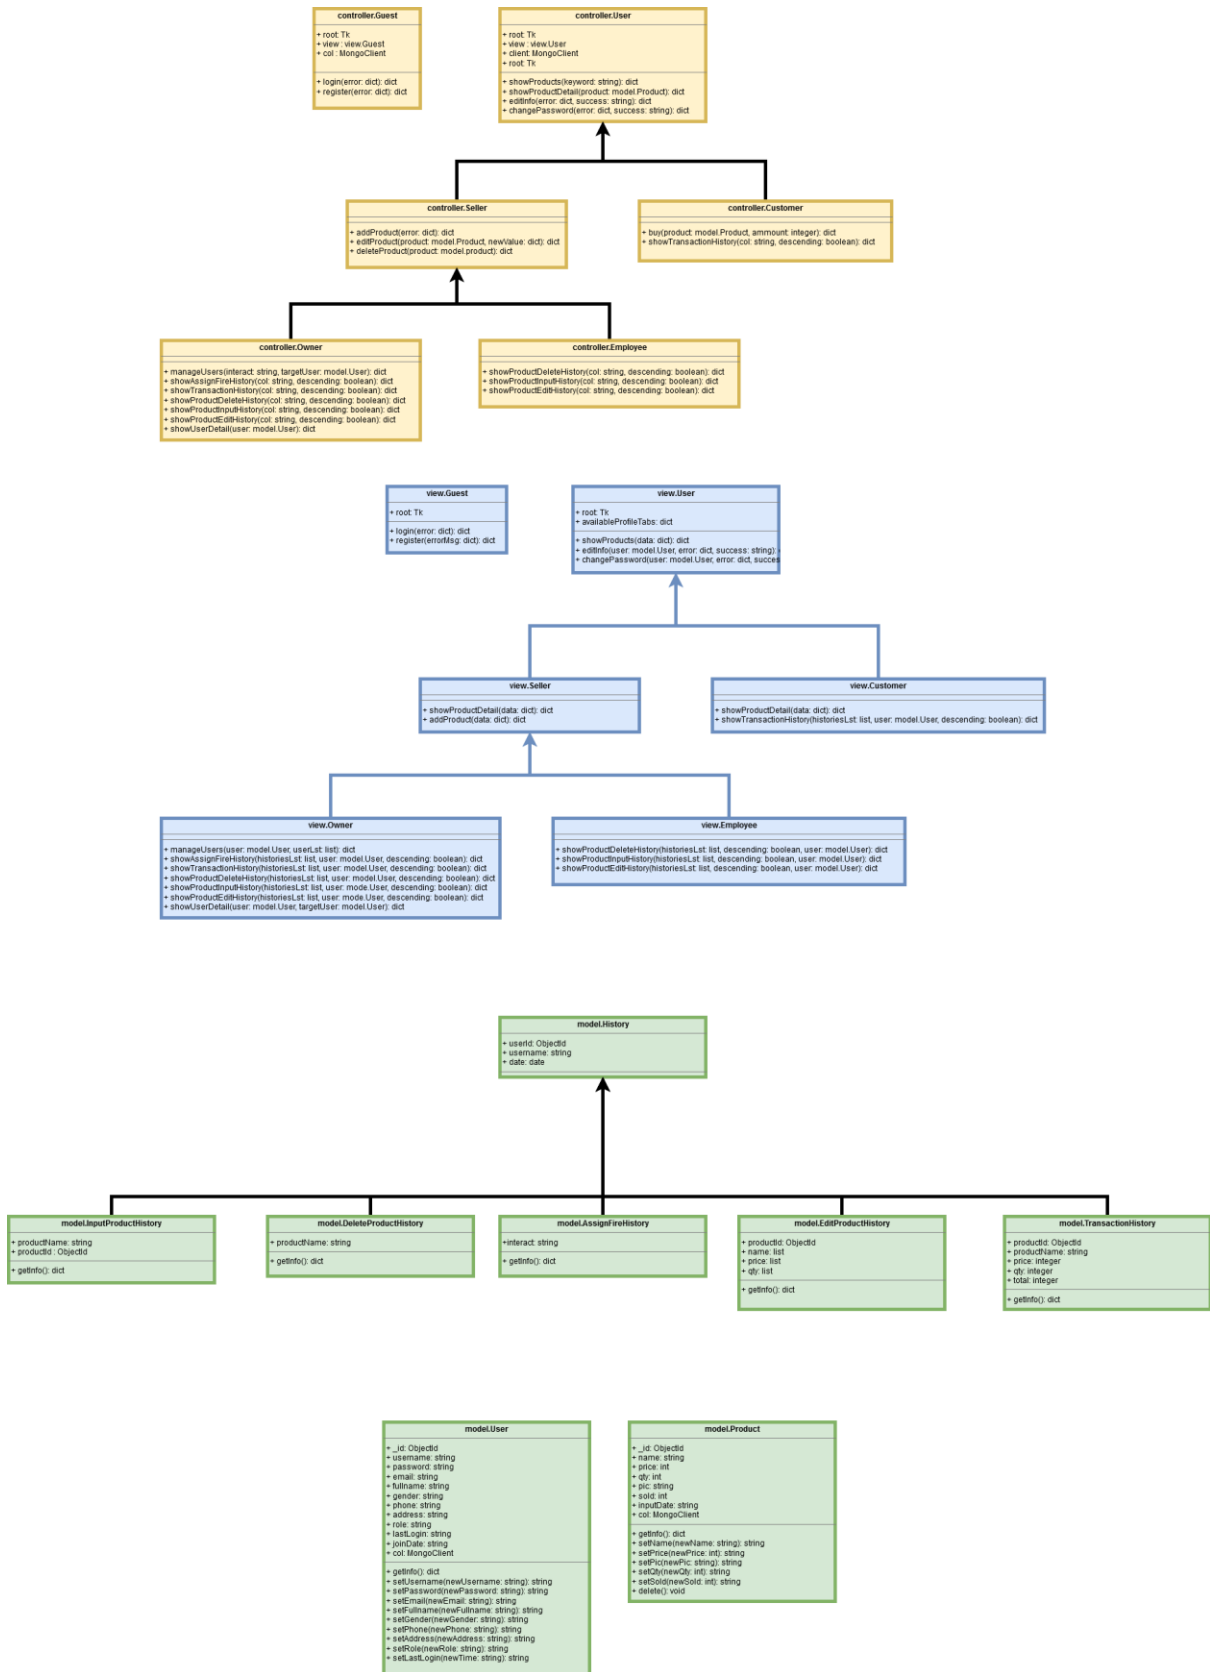 controller.Guest
+ root: Tk
+ view : view.Guest
+ col : MongoClient
+ login(error: dict): dict
+ register(error: dict): dict
controller.User
+ root: Tk
+ view : view.User
+ client: MongoClient
+ root: Tk
+ showProducts(keyword: string): dict
+ showProductDetail(product: model.Product): dict
+ editInfo(error: dict, success: string): dict
+ changePassword(error: dict, success: string): dict
controller.Seller
+ addProduct(error: dict): dict
+ editProduct(product: model.Product, newValue: dict): dict
+ deleteProduct(product: model.product): dict
controller.Customer
+ buy(product: model.Product, ammount: integer): dict
+ showTransactionHistory(col: string, descending: boolean): dict
controller.Owner
+ manageUsers(interact: string, targetUser: model.User): dict
+ showAssignFireHistory(col: string, descending: boolean): dict
+ showTransactionHistory(col: string, descending: boolean): dict
+ showProductDeleteHistory(col: string, descending: boolean): dict
+ showProductInputHistory(col: string, descending: boolean): dict
+ showProductEditHistory(col: string, descending: boolean): dict
+ showUserDetail(user: model.User): dict
controller.Employee
+ showProductDeleteHistory(col: string, descending: boolean): dict
+ showProductInputHistory(col: string, descending: boolean): dict
+ showProductEditHistory(col: string, descending: boolean): dict
view.Guest
+ root: Tk
+ login(error: dict): dict
+ register(errorMsg: dict): dict
view.User
+ root: Tk
+ availableProfileTabs: dict
+ showProducts(data: dict): dict
+ editInfo(user: model.User, error: dict, success: string):
+ changePassword(user: model.User, error: dict, succes
view.Seller
+ showProductDetail(data: dict): dict
+ addProduct(data: dict): dict
view.Customer
+ showProductDetail(data: dict): dict
+ showTransactionHistory(historiesLst: list, user: model.User, descending: boolean): dict
view.Owner
+ manageUsers(user: model.User, userLst: list): dict
+ showAssignFireHistory(historiesLst: list, user: model.User, descending: boolean): dict
+ showTransactionHistory(historiesLst: list, user: model.User, descending: boolean): dict
+ showProductDeleteHistory(historiesLst: list, user: model.User, descending: boolean): dict
+ showProductInputHistory(historiesLst: list, user: mode.User, descending: boolean): dict
+ showProductEditHistory(historiesLst: list, user: model.User, descending: boolean): dict
+ showUserDetail(user: model.User, targetUser: model.User): dict
view.Employee
+ showProductDeleteHistory(historiesLst: list, descending: boolean, user: model.User): dict
+ showProductInputHistory(historiesLst: list, descending: boolean, user: model.User): dict
+ showProductEditHistory(historiesLst: list, descending: boolean, user: model.User): dict
model.History
+ userId: ObjectId
+ username: string
+ date: date
model.InputProductHistory
+ productName: string
+ productId : ObjectId
+ getInfo(): dict
model.DeleteProductHistory
+ productName: string
+ getInfo(): dict
model.AssignFireHistory
+interact: string
+ getInfo(): dict
model.EditProductHistory
+ productId: ObjectId
+ name: list
+ price: list
+ qty: list
+ getInfo(): dict
model.TransactionHistory
+ productId: ObjectId
+ productName: string
+ price: integer
+ qty: integer
+ total: integer
+ getInfo(): dict
model.User
+ _id: ObjectId
+ username: string
+ password: string
+ email: string
+ fullname: string
+ gender: string
+ phone: string
+ address: string
+ role: string
+ lastLogin: string
+ joinDate: string
+ col: MongoClient
+ getInfo(): dict
+ setUsername(newUsername: string): string
+ setPassword(newPassword: string): string
+ setEmail(newEmail: string): string
+ setFullname(newFullname: string): string
+ setGender(newGender: string): string
+ setPhone(newPhone: string): string
+ setAddress(newAddress: string): string
+ setRole(newRole: string): string
+ setLastLogin(newTime: string): string
model.Product
+ _id: ObjectId
+ name: string
+ price: int
+ qty: int
+ pic: string
+ sold: int
+ inputDate: string
+ col: MongoClient
+ getInfo(): dict
+ setName(newName: string): string
+ setPrice(newPrice: int): string
+ setPic(newPic: string): string
+ setQty(newQty: int): string
+ setSold(newSold: int): string
+ delete(): void